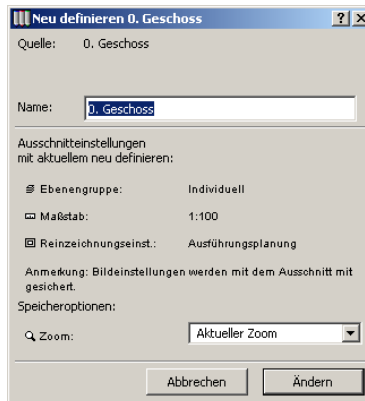 Neu definieren 0. Geschoss
Quelle: 0. Geschoss
Name: 0. Geschoss
Ausschnitteinstellungen
mit aktuellem neu definieren:
Ebenengruppe: Individuell
Maßstab: 1:100
Reinzeichnungseinst.: Ausführungsplanung
Anmerkung: Bildeinstellungen werden mit dem Ausschnitt mit
gesichert.
Speicheroptionen:
Zoom: Aktueller Zoom
Abbrechen Ändern